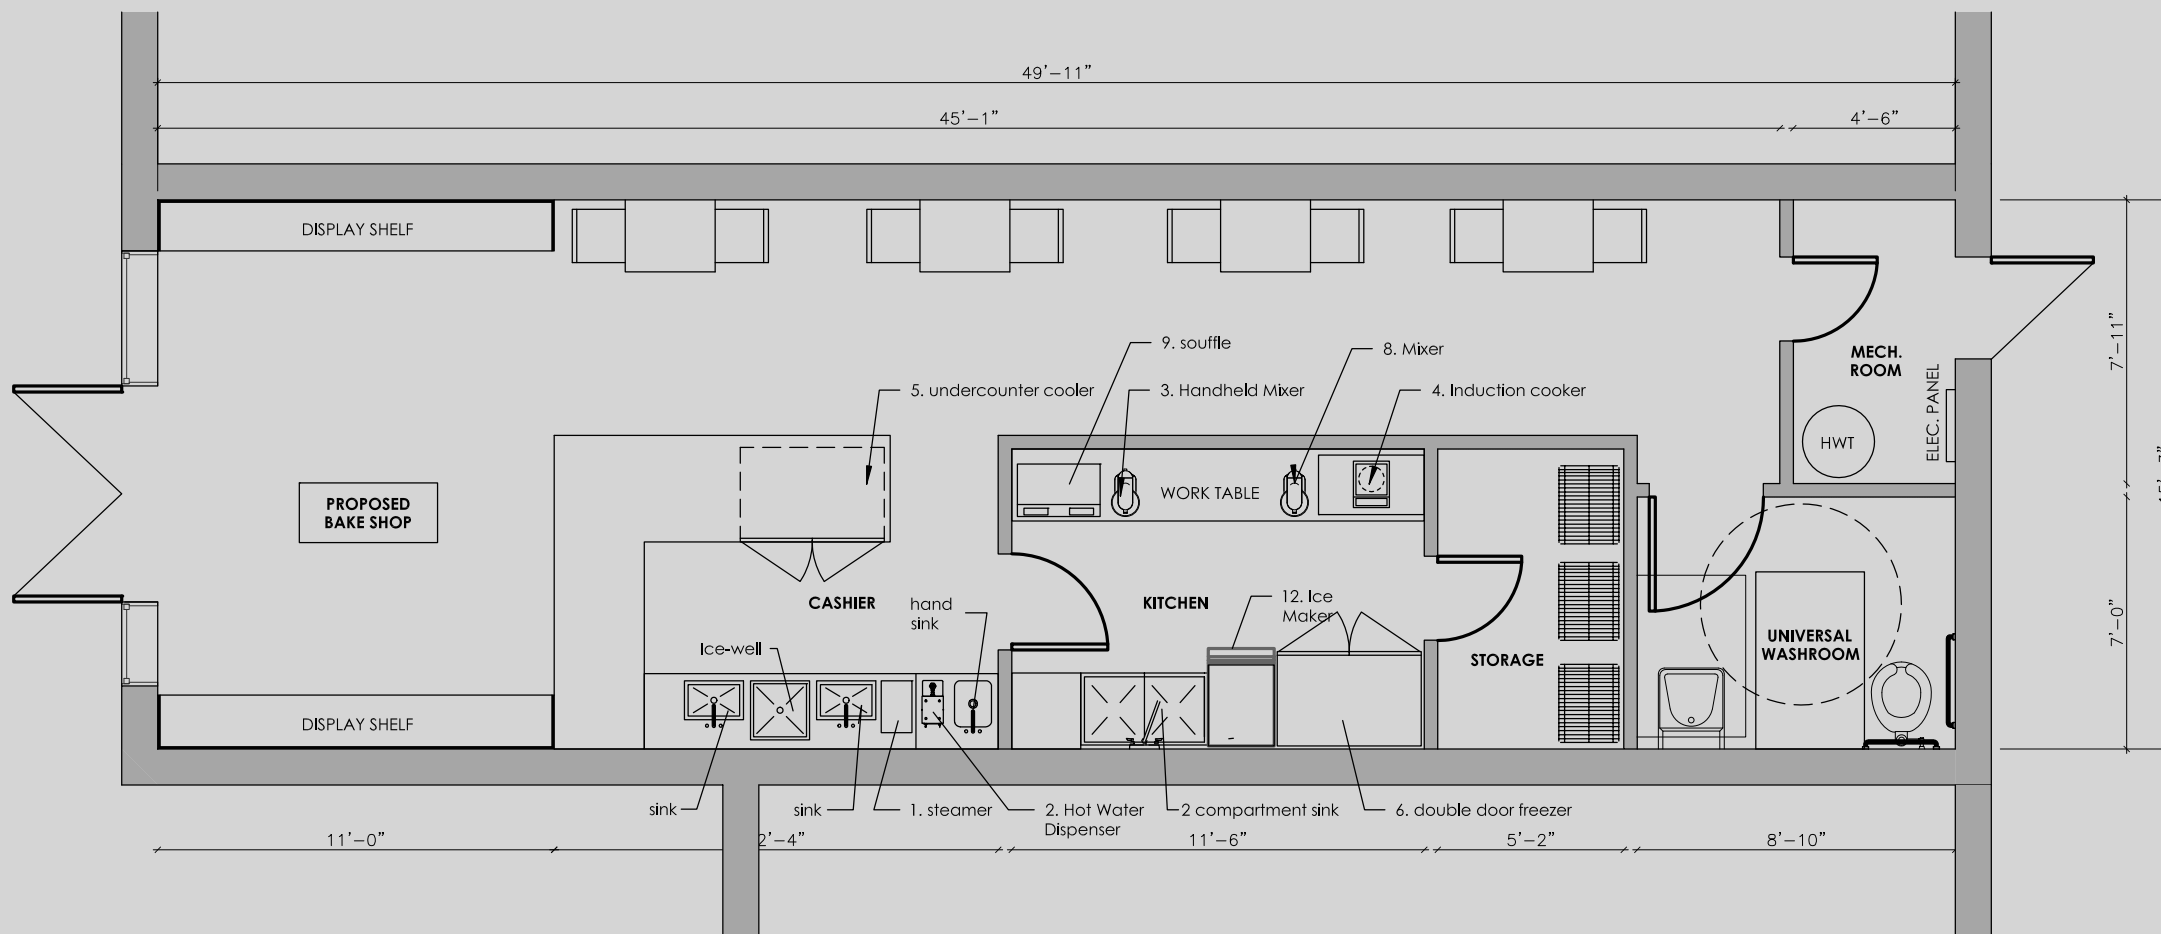 49'-11"
45'-1"
4'-6"
DISPLAY SHELF
9. souffle
8. Mixer
5. undercounter cooler
3. Handheld Mixer
4. Induction cooker
MECH.
ROOM
ELEC. PANEL
7'-11"
HWT
WORK TABLE
PROPOSED
BAKE SHOP
CASHIER
hand
sink
KITCHEN
12. Ice
Maker
7'-0"
Ice-well
STORAGE
UNIVERSAL
WASHROOM
DISPLAY SHELF
sink
sink
1. steamer
2. Hot Water
Dispenser
2 compartment sink
6. double door freezer
11'-0"
2'-4"
11'-6"
5'-2"
8'-10"